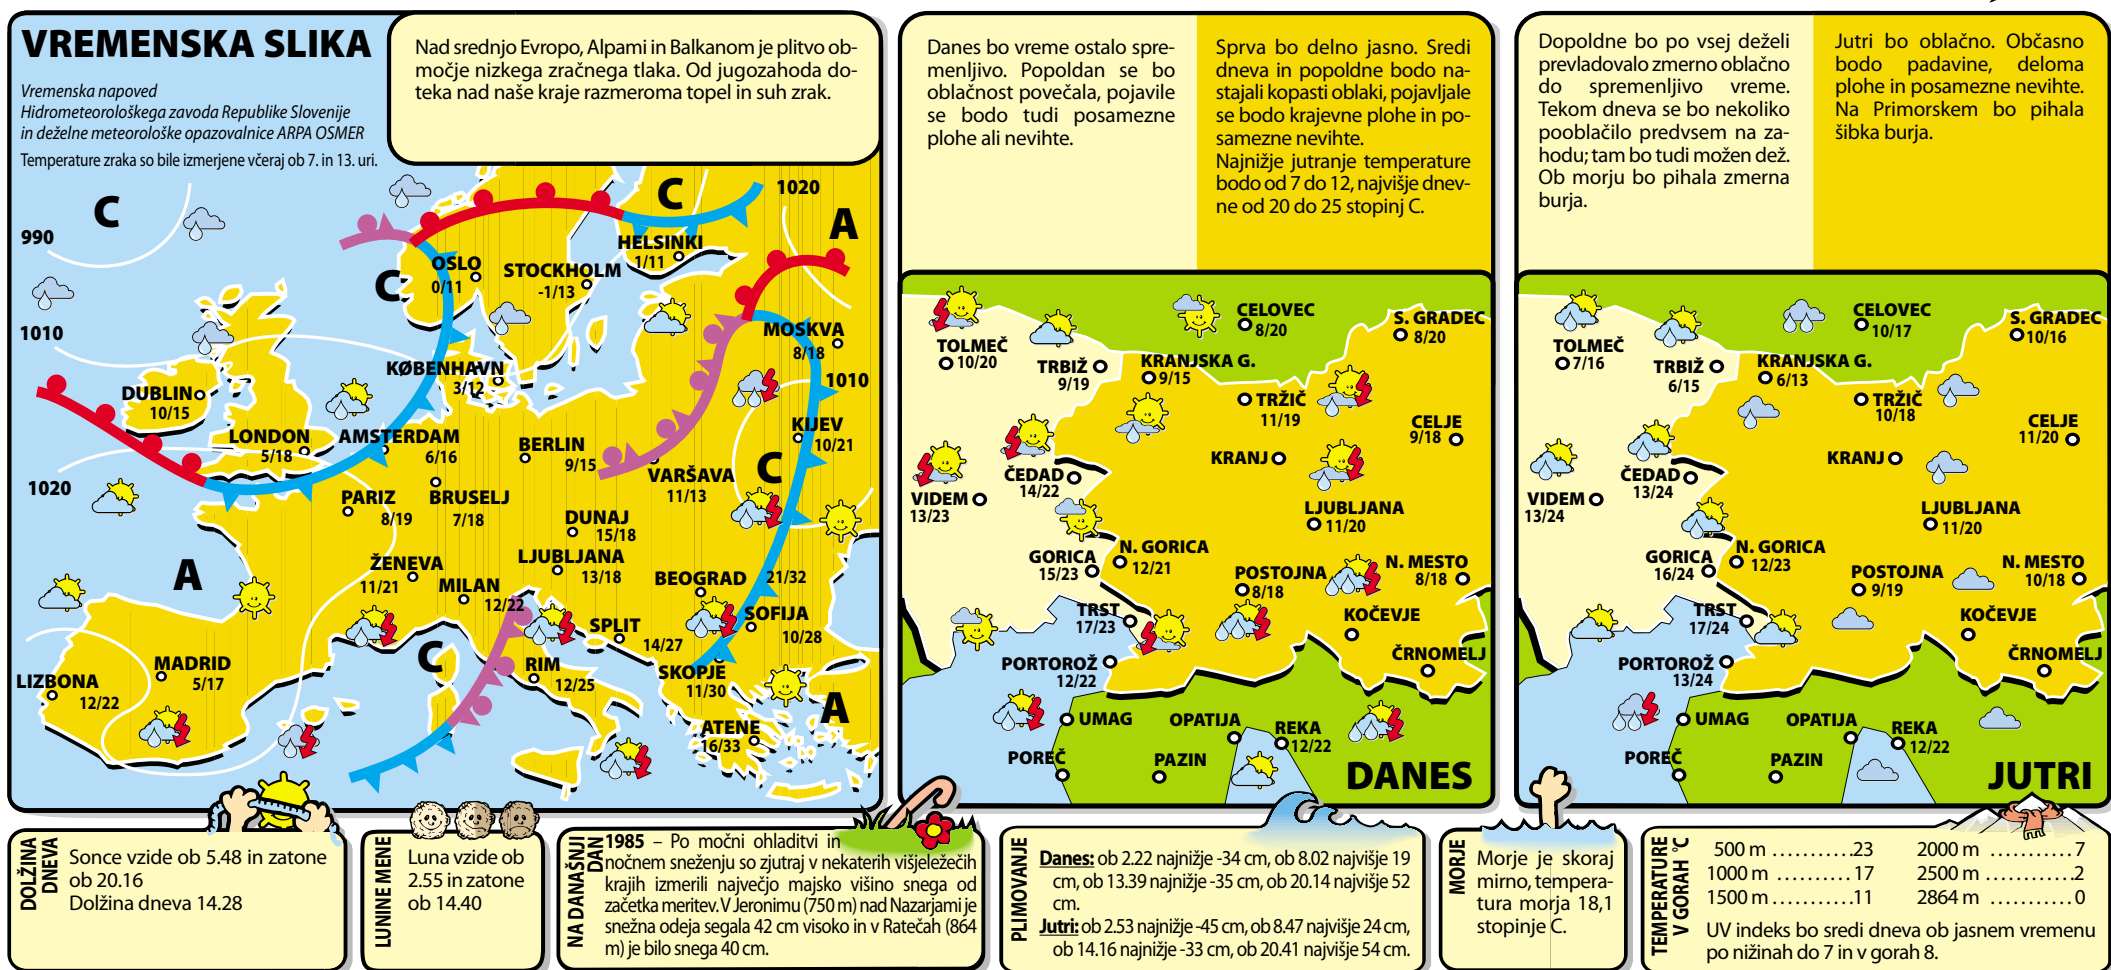 VREMENSKA SLIKA
Vremenska napoved
Hidrometeorološkega zavoda Republike Slovenije
in deželne meteorološke opazovalnice ARPA OSMER
Temperature zraka so bile izmerjene včeraj ob 7. in 13. uri.
Nad srednjo Evropo, Alpami in Balkanom je plitvo ob-
močje nizkega zračnega tlaka. Od jugozahoda do-
teka nad naše kraje razmeroma topel in suh zrak.
C
C
1020
A
990
HELSINKI
1/11
OSLO
0/11
C
STOCKHOLM
-1/13
1010
MOSKVA
8/18
KØBENHAVN
3/12
1010
DUBLIN
10/15
LONDON
5/18
AMSTERDAM
6/16
BERLIN
9/15
KIJEV
10/21
C
VARŠAVA
11/13
1020
PARIZ
8/19
BRUSELJ
7/18
DUNAJ
15/18
A
ŽENEVA
11/21
LJUBLJANA
13/18
MILAN
12/22
BEOGRAD
21/32
SOFIJA
10/28
SPLIT
14/27
C
MADRID
5/17
LIZBONA
12/22
RIM
12/25
SKOPJE
11/30
A
ATENE
16/33
Danes bo vreme ostalo spre-
menljivo. Popoldan se bo
oblačnost povečala, pojavile
se bodo tudi posamezne
plohe ali nevihte.
Sprva bo delno jasno. Sredi
dneva in popoldne bodo na-
stajali kopasti oblaki, pojavljale
se bodo krajevne plohe in po-
samezne nevihte.
Najnižje jutranje temperature
bodo od 7 do 12, najvišje dnev-
ne od 20 do 25 stopinj C.
CELOVEC
8/20
S. GRADEC
8/20
TOLMEČ
10/20
TRBIŽ
9/19
KRANJSKA G.
9/15
TRŽIČ
11/19
CELJE
9/18
KRANJ
ČEDAD
14/22
VIDEM
13/23
LJUBLJANA
11/20
GORICA
15/23
N. GORICA
12/21
POSTOJNA
8/18
N. MESTO
8/18
TRST
17/23
KOČEVJE
PORTOROŽ
12/22
ČRNOMELJ
UMAG
OPATIJA
REKA
12/22
POREČ
PAZIN
DANES
Dopoldne bo po vsej deželi
prevladovalo zmerno oblačno
do spremenljivo vreme.
Tekom dneva se bo nekoliko
pooblačilo predvsem na za-
hodu; tam bo tudi možen dež.
Ob morju bo pihala zmerna
burja.
Jutri bo oblačno. Občasno
bodo padavine, deloma
plohe in posamezne nevihte.
Na Primorskem bo pihala
šibka burja.
CELOVEC
10/17
S. GRADEC
10/16
TOLMEČ
7/16
TRBIŽ
6/15
KRANJSKA G.
6/13
TRŽIČ
10/18
CELJE
11/20
KRANJ
ČEDAD
13/24
VIDEM
13/24
LJUBLJANA
11/20
GORICA
16/24
N. GORICA
12/23
POSTOJNA
9/19
N. MESTO
10/18
TRST
17/24
KOČEVJE
PORTOROŽ
13/24
ČRNOMELJ
UMAG
OPATIJA
REKA
12/22
POREČ
PAZIN
JUTRI
DOLŽINA
DNEVA
Sonce vzide ob 5.48 in zatone
ob 20.16
Dolžina dneva 14.28
LUNINE MENE
Luna vzide ob
2.55 in zatone
ob 14.40
NA DANAŠNJI
DAN
1985 – Po močni ohladitvi in
nočnem sneženju so zjutraj v nekaterih višjeležečih
krajih izmerili največjo majsko višino snega od
začetka meritev. V Jeronimu (750 m) nad Nazarjami je
snežna odeja segala 42 cm visoko in v Ratečah (864
m) je bilo snega 40 cm.
PLIMOVANJE
Danes: ob 2.22 najnižje -34 cm, ob 8.02 najvišje 19
cm, ob 13.39 najnižje -35 cm, ob 20.14 najvišje 52
cm.
Jutri: ob 2.53 najnižje -45 cm, ob 8.47 najvišje 24 cm,
ob 14.16 najnižje -33 cm, ob 20.41 najvišje 54 cm.
MORJE
Morje je skoraj
mirno, tempera-
tura morja 18,1
stopinje C.
TEMPERATURE
V GORAH °C
500 m ...........23
1000 m ..........17
1500 m ...........11
2000 m ...........7
2500 m ...........2
2864 m ..........0
UV indeks bo sredi dneva ob jasnem vremenu
po nižinah do 7 in v gorah 8.